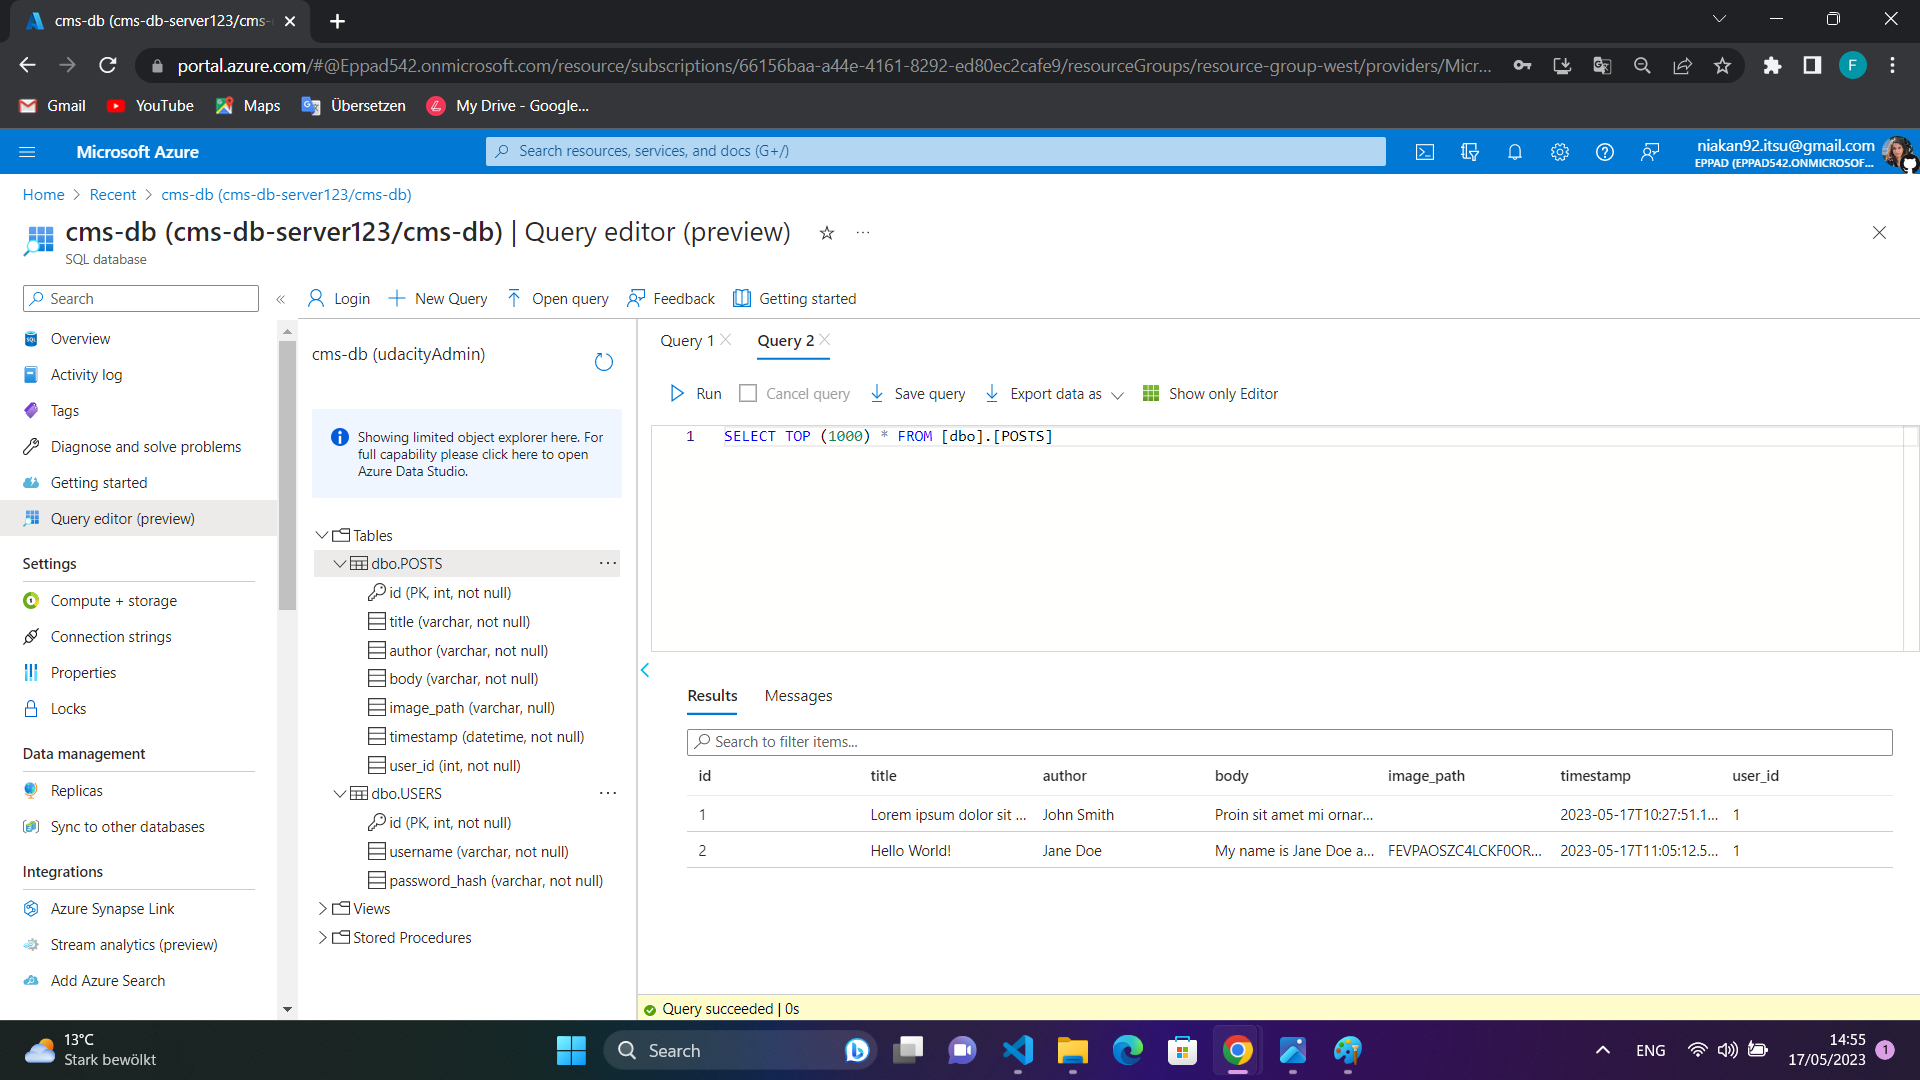 cms-db (cms-db-server123/cms-
portal.azure.com/#@Eppad542.onmicrosoft.com/resource/subscriptions/66156baa-a44e-4161-8292-ed80ec2cafe9/resourceGroups/resource-group-west/providers/Micr...
F
Gmail
YouTube
Maps
Übersetzen
My Drive - Google...
Microsoft Azure
Search resources, services, and docs (G+/)
niakan92.itsu@gmail.com
EPPAD (EPPAD542.ONMICROSOF...
Home > Recent > cms-db (cms-db-server123/cms-db)
cms-db (cms-db-server123/cms-db) | Query editor (preview)
SQL database
Search
Overview
Activity log
Tags
Diagnose and solve problems
Getting started
Query editor (preview)
Settings
Compute + storage
Connection strings
Properties
Locks
Data management
Replicas
Sync to other databases
Integrations
Azure Synapse Link
Stream analytics (preview)
Add Azure Search
Login
New Query
Open query
Feedback
Getting started
cms-db (udacityAdmin)
Showing limited object explorer here. For
full capability please click here to open
Azure Data Studio.
Tables
dbo.POSTS
id (PK, int, not null)
title (varchar, not null)
author (varchar, not null)
body (varchar, not null)
image_path (varchar, null)
timestamp (datetime, not null)
user_id (int, not null)
dbo.USERS
id (PK, int, not null)
username (varchar, not null)
password_hash (varchar, not null)
Views
Stored Procedures
Query 1
Query 2
Run
Cancel query
Save query
Export data as
Show only Editor
1 SELECT TOP (1000) * FROM [dbo].[POSTS]
Results
Messages
Search to filter items...
id title author body image_path timestamp user_id
1 Lorem ipsum dolor sit ... John Smith Proin sit amet mi ornar... 2023-05-17T10:27:51.1... 1
2 Hello World! Jane Doe My name is Jane Doe a... FEVPAOSZC4LCKF0OR... 2023-05-17T11:05:12.5... 1
Query succeeded | 0s
13°C
Stark bewölkt
Search
ENG
14:55
17/05/2023
1